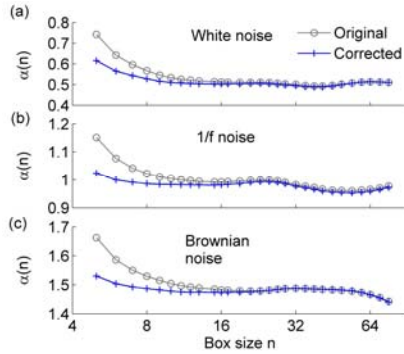 (a)
0.8
0.7
0.6
0.5
0.4
α(n)
White noise
Original
Corrected
(b)
1.2
1.1
1
0.9
α(n)
1/f noise
(c)
1.7
1.6
1.5
1.4
α(n)
Brownian
noise
4 8 16 32 64
Box size n